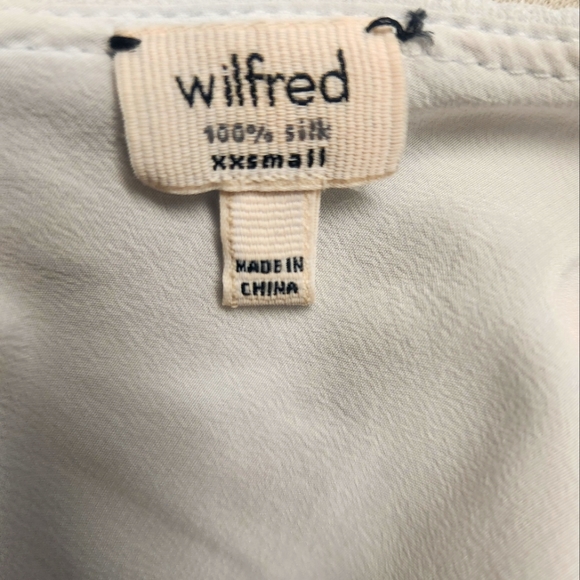 wilfred
100% silk
xxsmall
MADE IN
CHINA